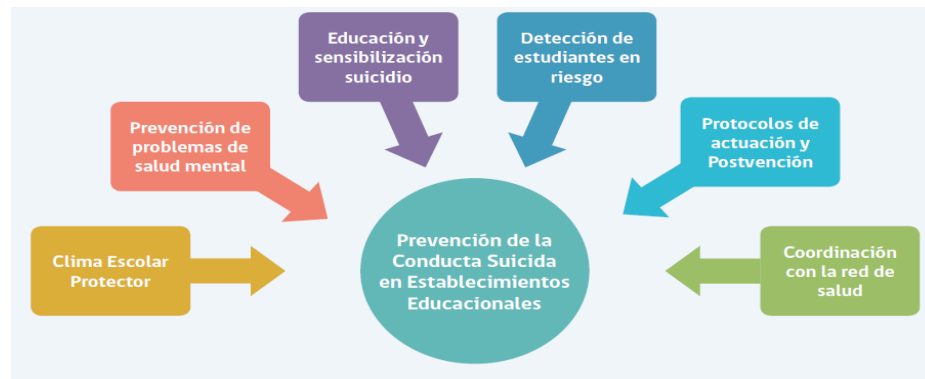 Educación y
sensibilización
suicidio
Detección de
estudiantes en
riesgo
Prevención de
problemas de
salud mental
Protocolos de
actuación y
Postvención
Clima Escolar
Protector
Prevención de la
Conducta Suicida
en Establecimientos
Educacionales
Coordinación
con la red de
salud